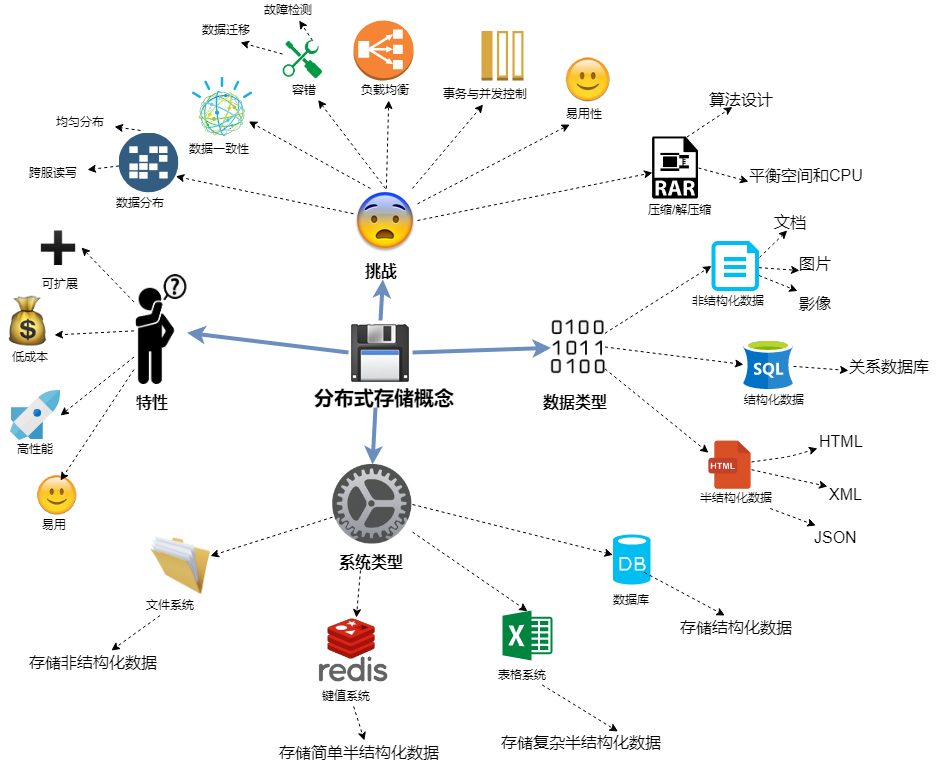 故障检测
数据迁移
容错
负载均衡
事务与并发控制
易用性
数据一致性
均匀分布
跨服读写
数据分布
算法设计
RAR
平衡空间和CPU
压缩/解压缩
挑战
文档
图片
影像
非结构化数据
可扩展
?
$
低成本
特性
高性能
易用
分布式存储概念
0100
1011
0100
数据类型
SQL
关系数据库
结构化数据
HTML
HTML
XML
JSON
半结构化数据
系统类型
文件系统
存储非结构化数据
redis
键值系统
存储简单半结构化数据
X
表格系统
存储复杂半结构化数据
DB
数据库
存储结构化数据